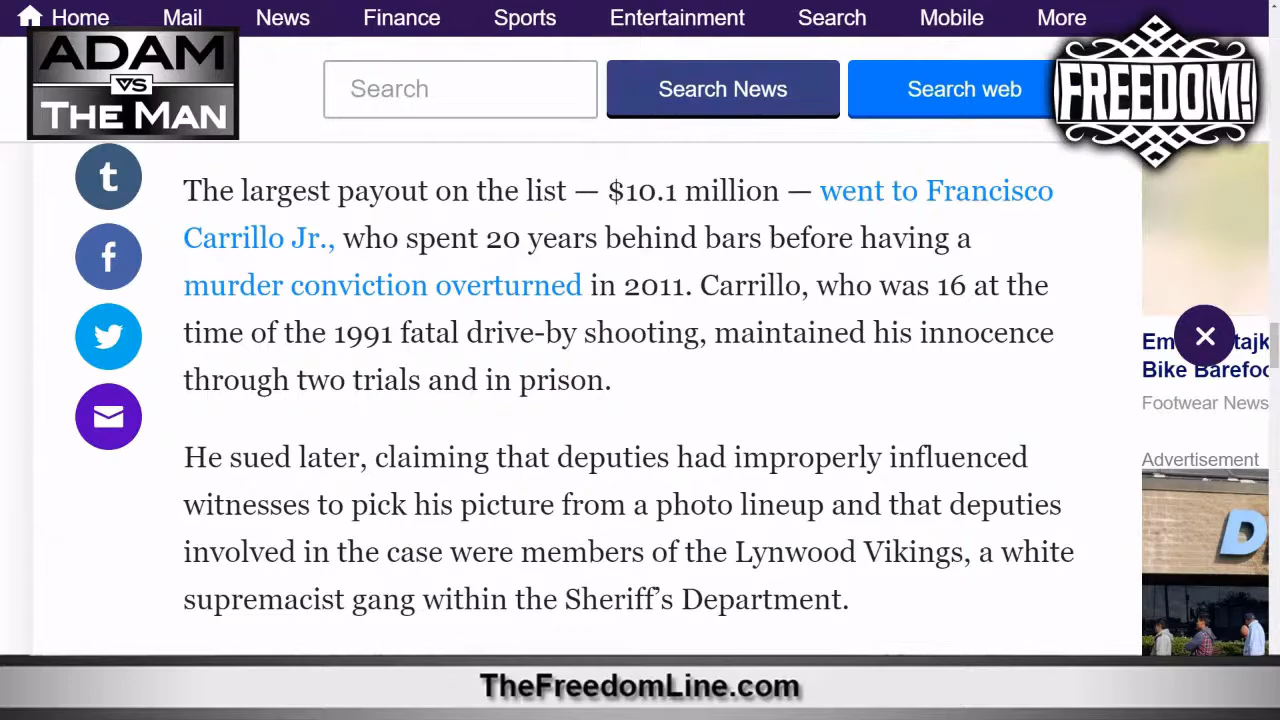 Home Mail News Finance Sports Entertainment Search Mobile More
ADAM
VS
THE MAN
Search
Search News
Search web
FREEDOM!
The largest payout on the list — $10.1 million — went to Francisco
Carrillo Jr., who spent 20 years behind bars before having a
murder conviction overturned in 2011. Carrillo, who was 16 at the
time of the 1991 fatal drive-by shooting, maintained his innocence
through two trials and in prison.
He sued later, claiming that deputies had improperly influenced
witnesses to pick his picture from a photo lineup and that deputies
involved in the case were members of the Lynwood Vikings, a white
supremacist gang within the Sheriff’s Department.
Bike
Footwear News
Advertisement
D
TheFreedomLine.com